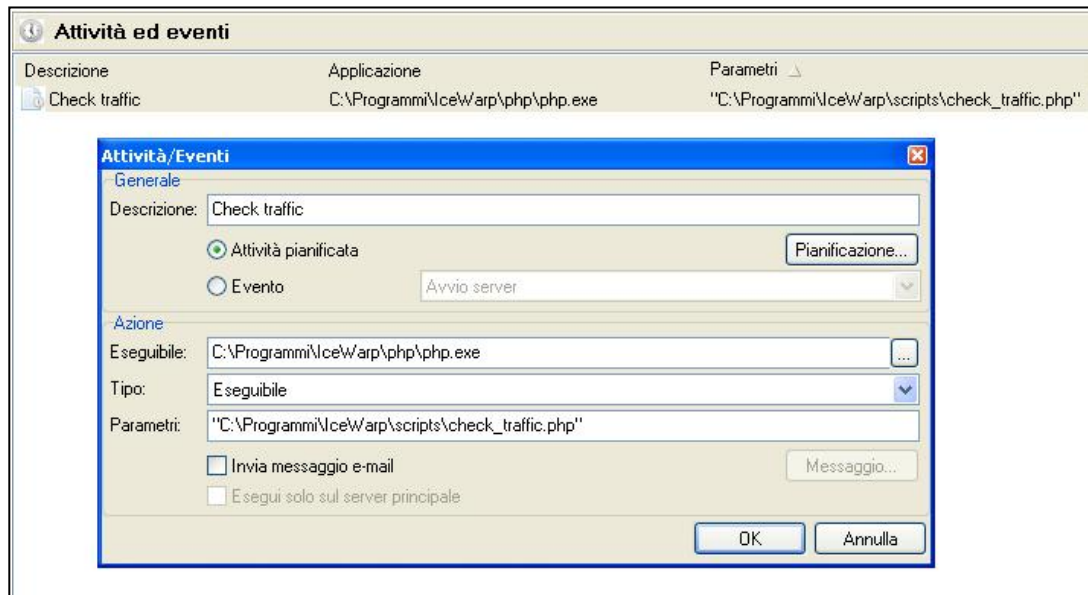 Attività ed eventi
Descrizione Applicazione Parametri
Check traffic C:\Programmi\IceWarp\php\php.exe "C:\Programmi\IceWarp\scripts\check_traffic.php"
Attività/Eventi
Generale
Descrizione: Check traffic
Attività pianificata Pianificazione...
Evento Avvio server
Azione
Eseguibile: C:\Programmi\IceWarp\php\php.exe ...
Tipo: Eseguibile
Parametri: "C:\Programmi\IceWarp\scripts\check_traffic.php"
Invia messaggio e-mail Messaggio...
Esegui solo sul server principale
OK Annulla